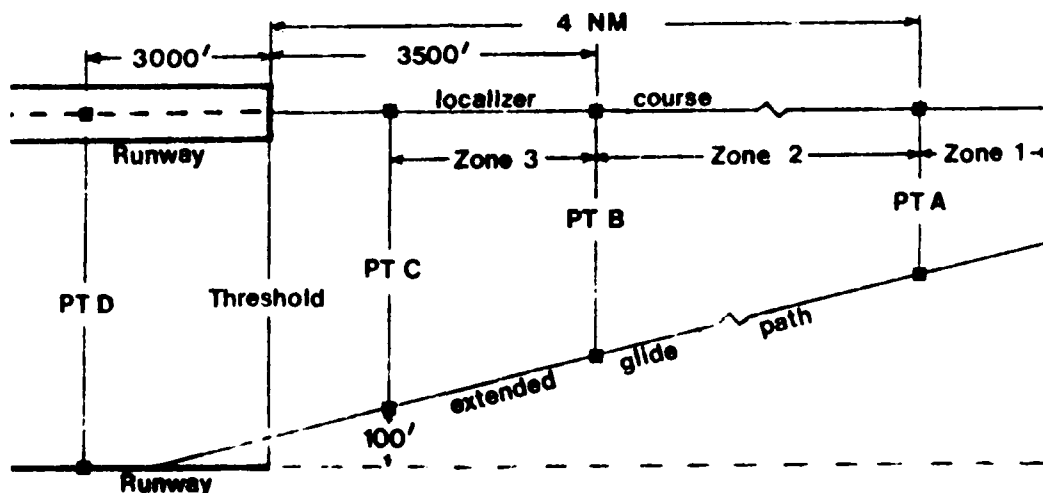 4 NM
3000′ 3500′
localizer course
Runway Zone 3 Zone 2 Zone 1
PT B PT A
PT C
PT D Threshold
path
glide
extended
100′
Runway